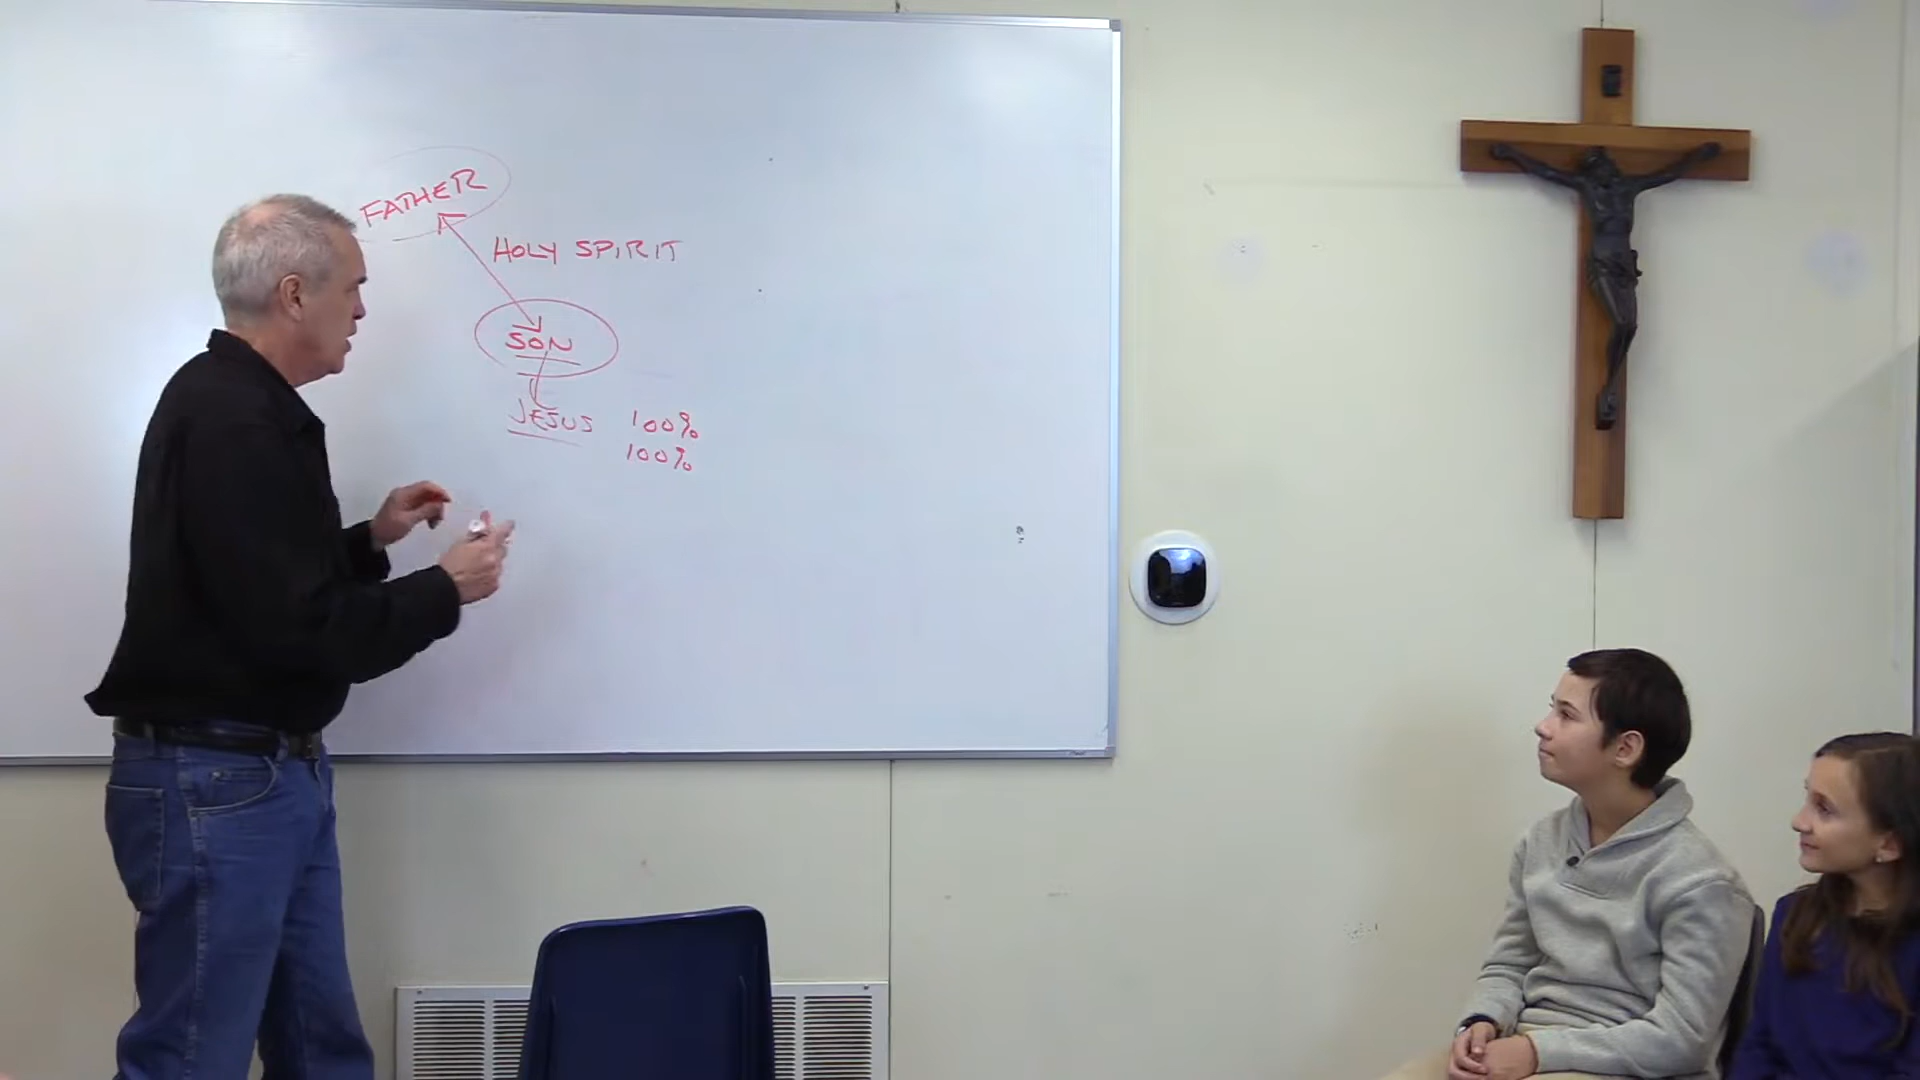 FATHER
HOLY SPIRIT
SON
JESUS 100%
100%